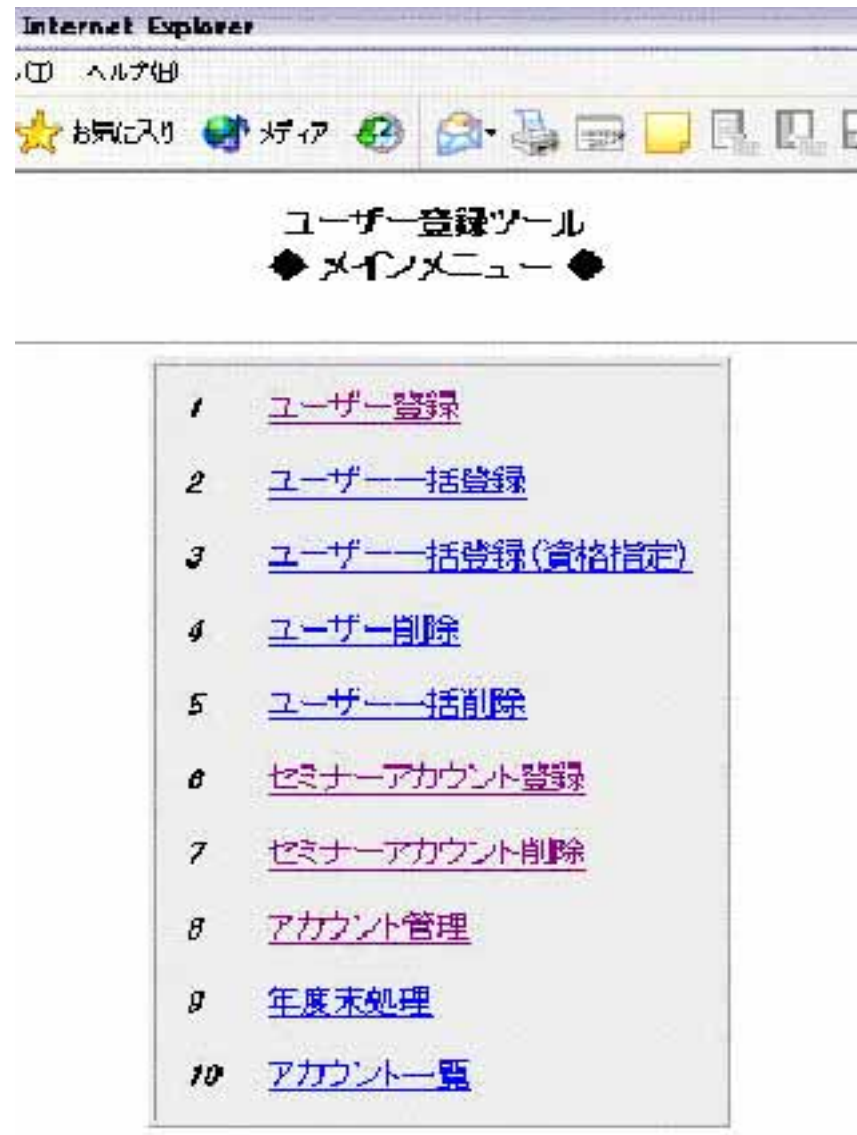 Internet Explorer
(T) ヘルプ(H)
お気に入り メディア
ユーザー登録ツール
◆ メインメニュー ◆
1 ユーザー登録
2 ユーザー一括登録
3 ユーザー一括登録(資格指定)
4 ユーザー削除
5 ユーザー一括削除
6 セミナーアカウント登録
7 セミナーアカウント削除
8 アカウント管理
9 年度末処理
10 アカウント一覧